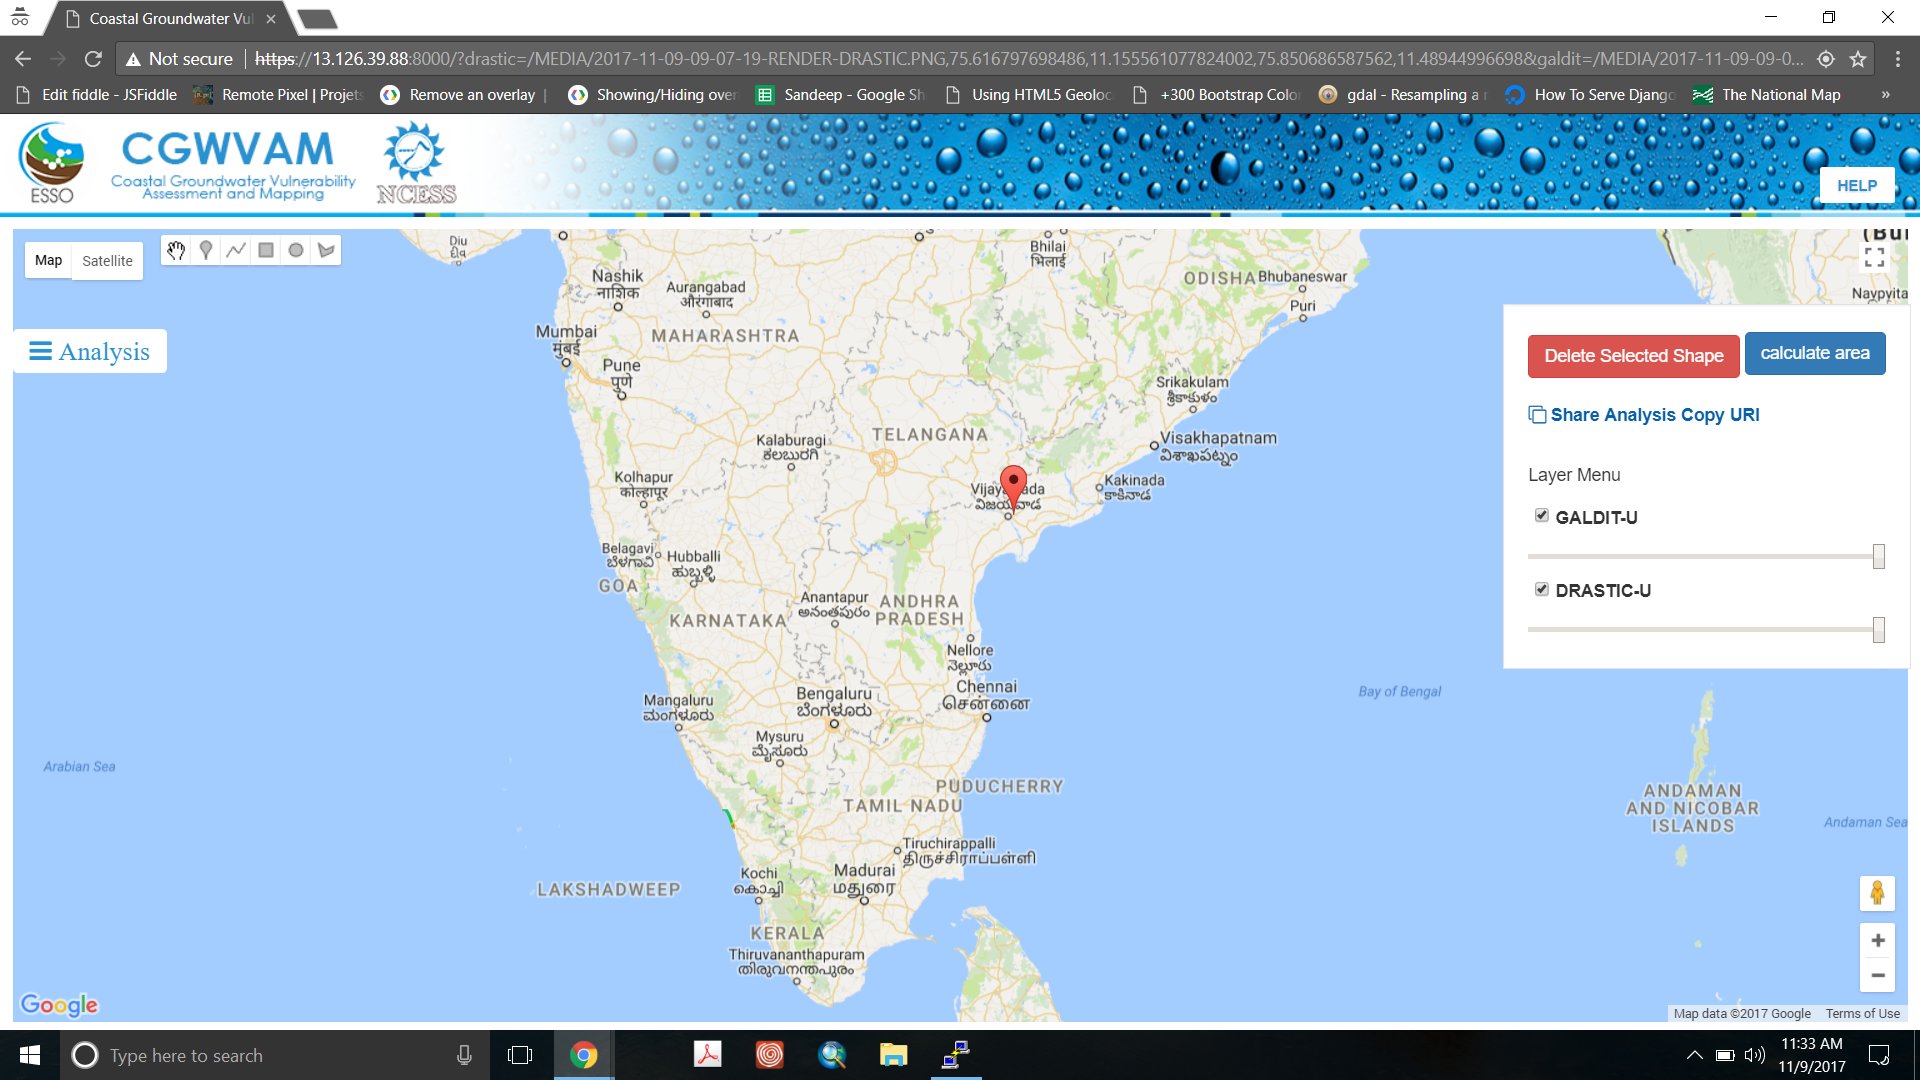 Coastal Groundwater Vul
Not secure | https://13.126.39.88:8000/?drastic=/MEDIA/2017-11-09-09-07-19-RENDER-DRASTIC.PNG,75.616797698486,11.155561077824002,75.850686587562,11.48944996698&galdit=/MEDIA/2017-11-09-09-0...
Edit fiddle - JSFiddle
Remote Pixel | Projets
Remove an overlay |
Showing/Hiding over
Sandeep - Google Sh
Using HTML5 Geoloc
+300 Bootstrap Color
gdal - Resampling a r
How To Serve Django
The National Map
»
ESSO
CGWVAM
Coastal Groundwater Vulnerability
Assessment and Mapping
NCESS
HELP
Map
Satellite
Analysis
Diu
દીવ
Nashik
नाशिक
Aurangabad
औरंगाबाद
Bhilai
भिलाई
ODISHA
Bhubaneswar
Puri
(Bur
Naypyita
Mumbai
मुंबई
MAHARASHTRA
Pune
पुणे
Srikakulam
శ్రీకాకుళం
TELANGANA
Kalaburagi
ಕಲಬುರಗಿ
Visakhapatnam
విశాఖపట్నం
Kolhapur
कोल्हापूर
Kakinada
కాకినాడ
Belagavi
ಬೆಳಗಾವಿ
Hubballi
ಹುಬ್ಬಳ್ಳಿ
GOA
Anantapur
అనంతపురం
ANDHRA
PRADESH
KARNATAKA
Nellore
నెల్లూరు
Chennai
சென்னை
Bengaluru
ಬೆಂಗಳೂರು
Mangaluru
ಮಂಗಳೂರು
Mysuru
ಮೈಸೂರು
PUDUCHERRY
TAMIL NADU
Tiruchirappalli
திருச்சிராப்பள்ளி
Kochi
കൊച്ചി
Madurai
மதுரை
LAKSHADWEEP
KERALA
Thiruvananthapuram
തിരുവനന്തപുരം
Arabian Sea
Bay of Bengal
ANDAMAN
AND NICOBAR
ISLANDS
Andaman Sea
Delete Selected Shape
calculate area
Share Analysis Copy URI
Layer Menu
GALDIT-U
DRASTIC-U
Google
Map data ©2017 Google
Terms of Use
Type here to search
11:33 AM
11/9/2017